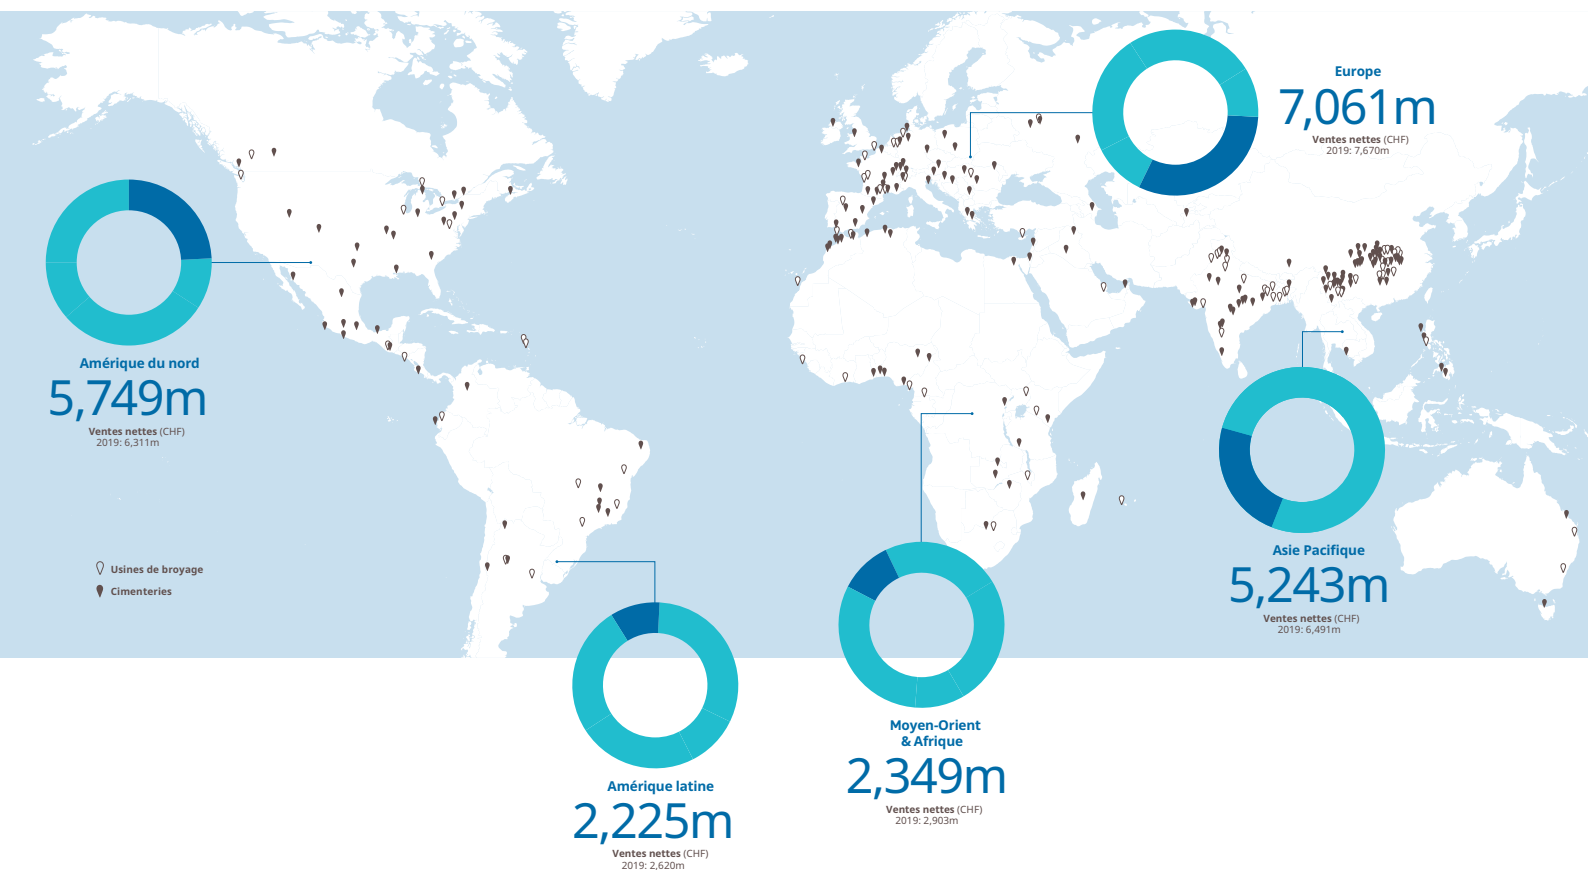 Europe
7,061m
Ventes nettes (CHF)
2019: 7,670m
Amérique du nord
5,749m
Ventes nettes (CHF)
2019: 6,311m
Usines de broyage
Cimenteries
Asie Pacifique
5,243m
Ventes nettes (CHF)
2019: 6,491m
Moyen-Orient
& Afrique
2,349m
Ventes nettes (CHF)
2019: 2,903m
Amérique latine
2,225m
Ventes nettes (CHF)
2019: 2,620m